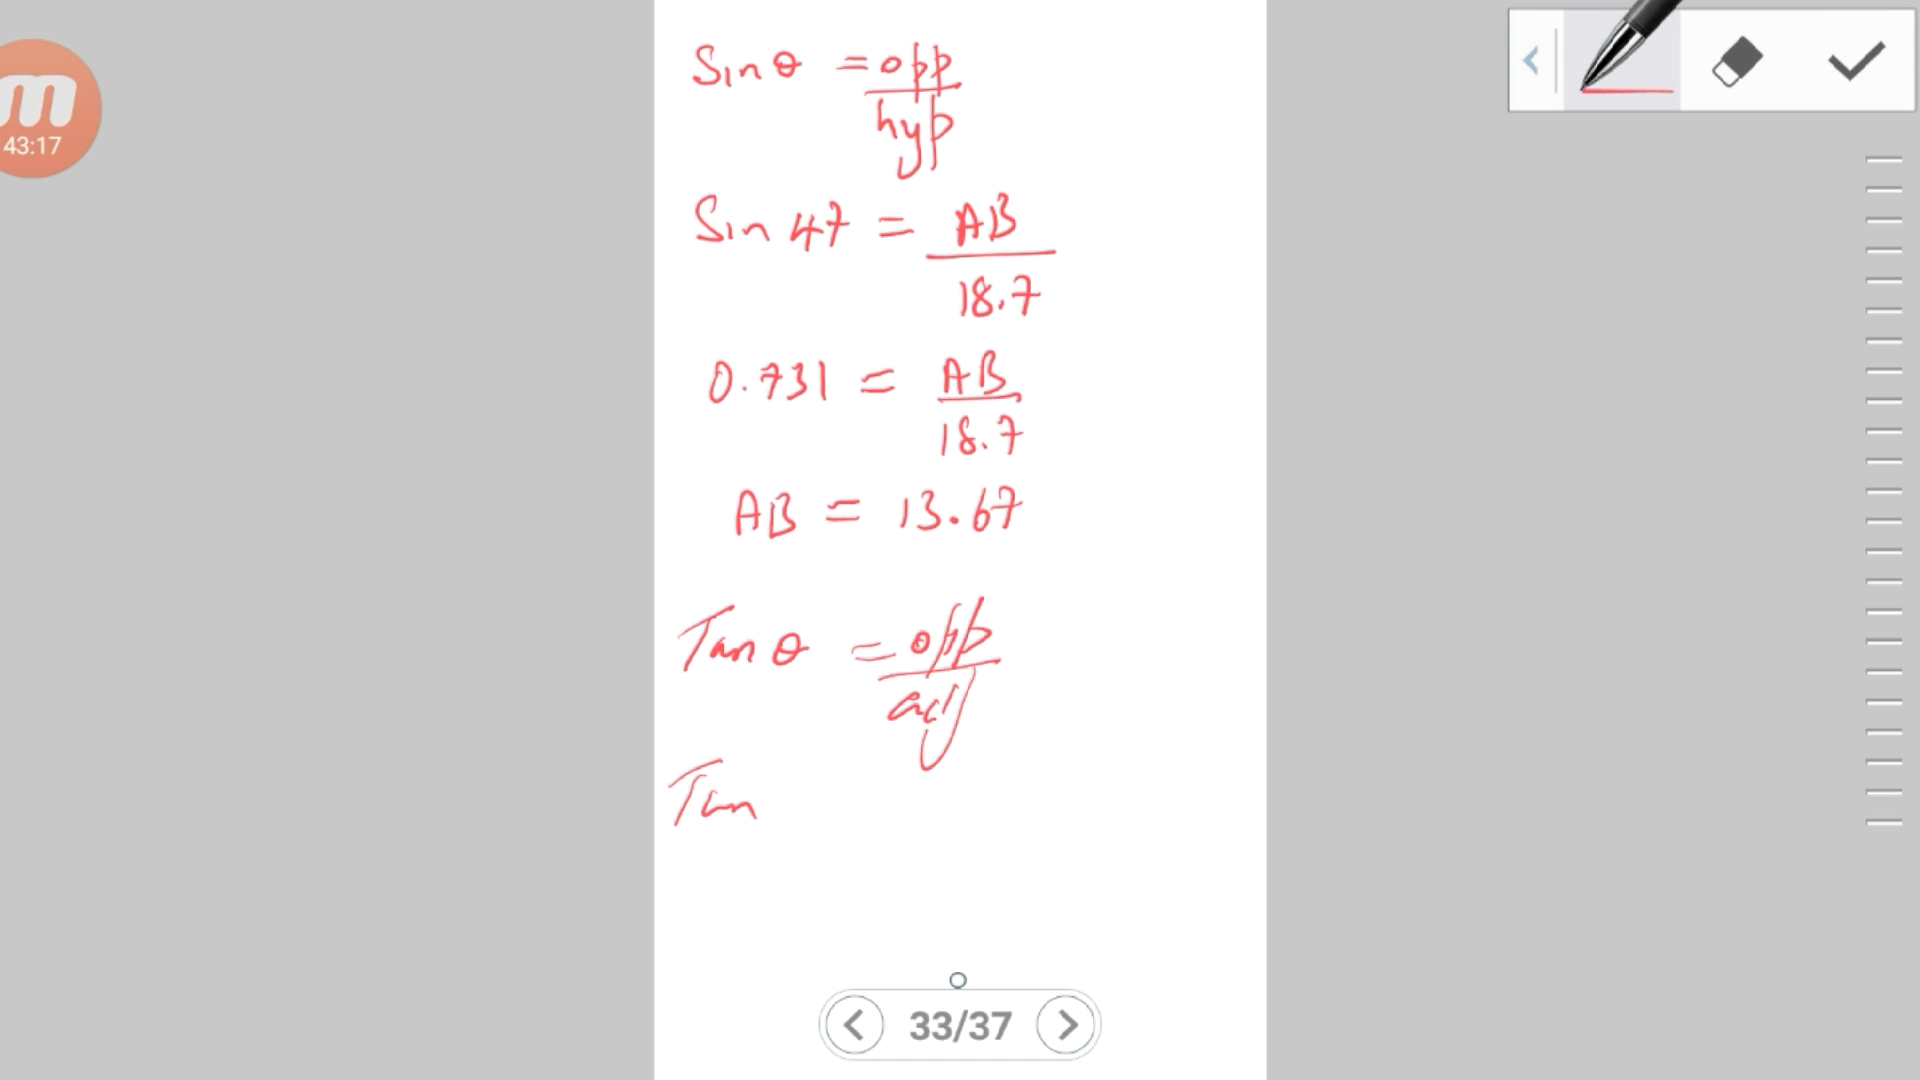 m
43:17
Sin θ = opp/hyp
Sin 47 = AB/18.7
0.731 = AB/18.7
AB = 13.67
Tan θ = opp/adj
Tan
33/37